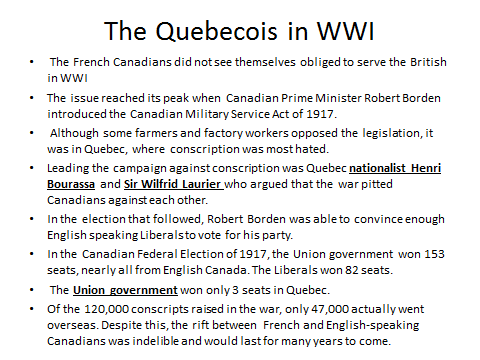 The Quebecois in WWI
• The French Canadians did not see themselves obliged to serve the British
in WWI
• The issue reached its peak when Canadian Prime Minister Robert Borden
introduced the Canadian Military Service Act of 1917.
• Although some farmers and factory workers opposed the legislation, it
was in Quebec, where conscription was most hated.
• Leading the campaign against conscription was Quebec nationalist Henri
Bourassa and Sir Wilfrid Laurier who argued that the war pitted
Canadians against each other.
• In the election that followed, Robert Borden was able to convince enough
English speaking Liberals to vote for his party.
• In the Canadian Federal Election of 1917, the Union government won 153
seats, nearly all from English Canada. The Liberals won 82 seats.
• The Union government won only 3 seats in Quebec.
• Of the 120,000 conscripts raised in the war, only 47,000 actually went
overseas. Despite this, the rift between French and English-speaking
Canadians was indelible and would last for many years to come.